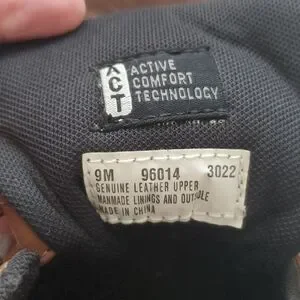 ACT
ACTIVE
COMFORT
TECHNOLOGY
9M 96014 3022
GENUINE LEATHER UPPER
MANMADE LININGS AND OUTSOLE
MADE IN CHINA